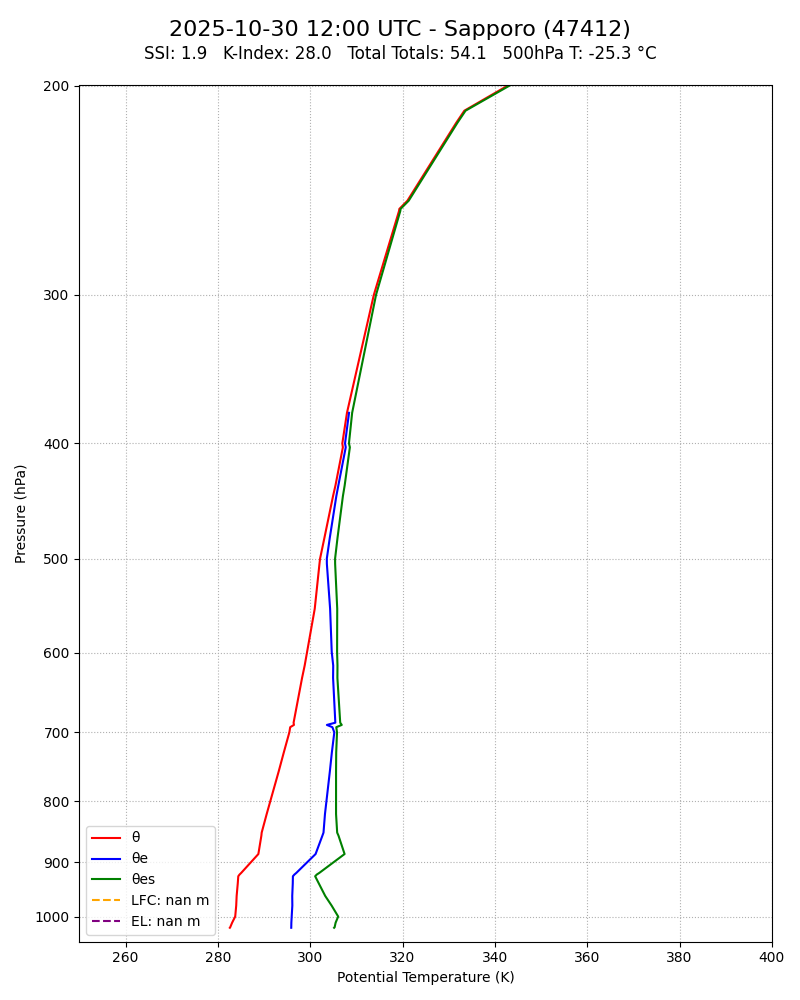 2025-10-30 12:00 UTC - Sapporo (47412)
SSI: 1.9   K-Index: 28.0   Total Totals: 54.1   500hPa T: -25.3 °C
200
300
400
500
600
700
800
900
1000
Pressure (hPa)
θ
θe
θes
LFC: nan m
EL: nan m
260 280 300 320 340 360 380 400
Potential Temperature (K)